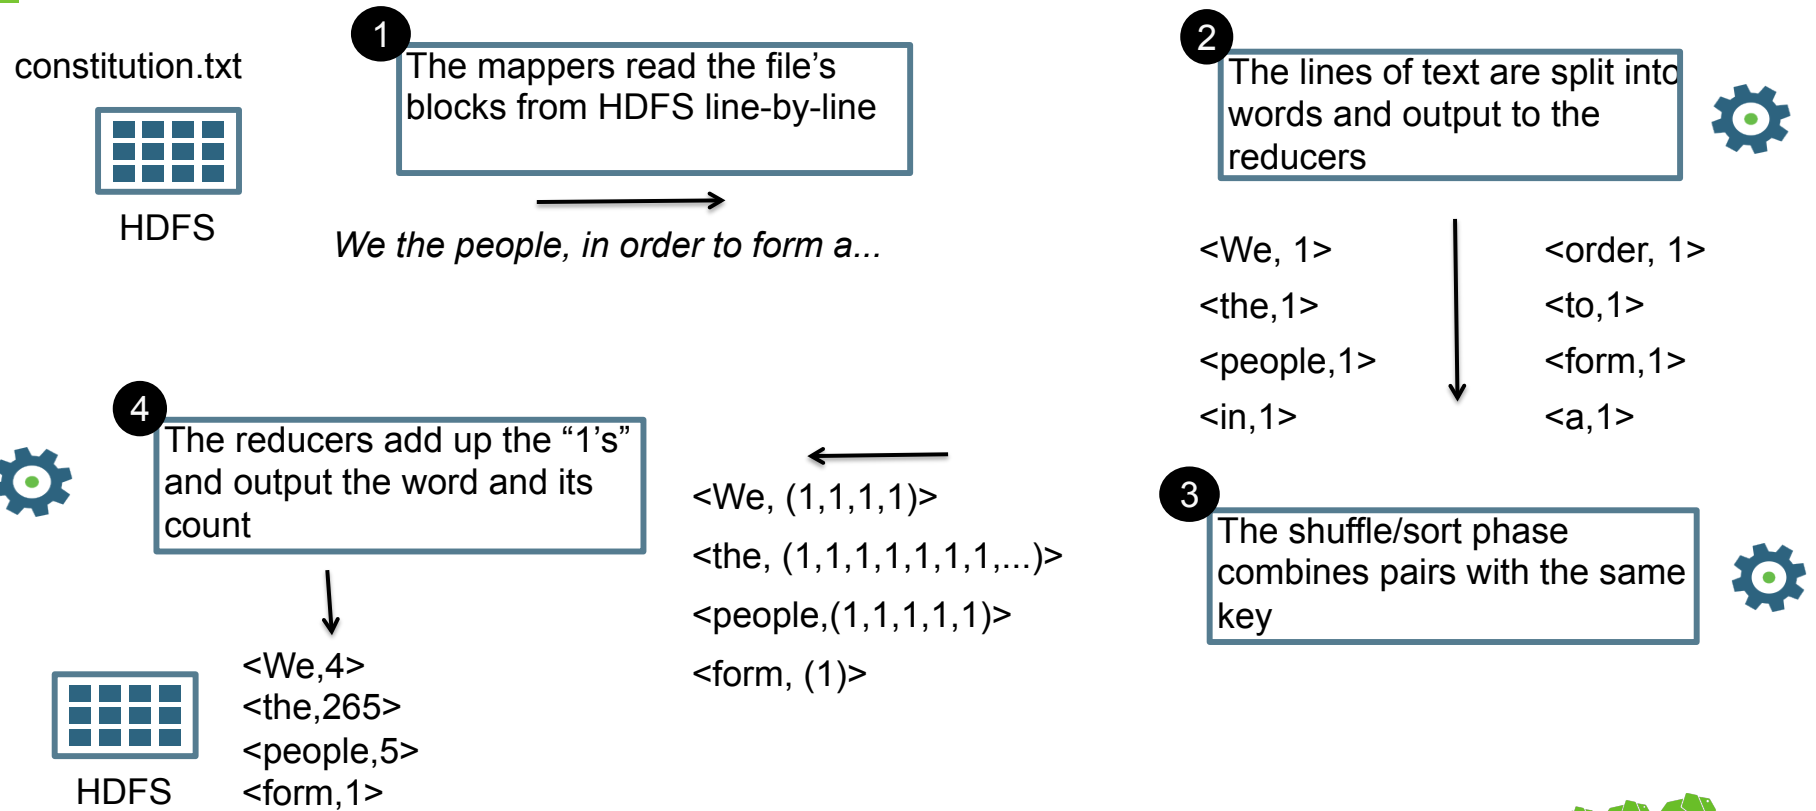 constitution.txt
HDFS
1
The mappers read the file's
blocks from HDFS line-by-line
We the people, in order to form a...
2
The lines of text are split into
words and output to the
reducers
<We, 1>
<the,1>
<people,1>
<in,1>
<order, 1>
<to,1>
<form,1>
<a,1>
3
The shuffle/sort phase
combines pairs with the same
key
<We, (1,1,1,1)>
<the, (1,1,1,1,1,1,1,...)>
<people,(1,1,1,1,1)>
<form, (1)>
4
The reducers add up the “1's”
and output the word and its
count
<We,4>
<the,265>
<people,5>
<form,1>
HDFS